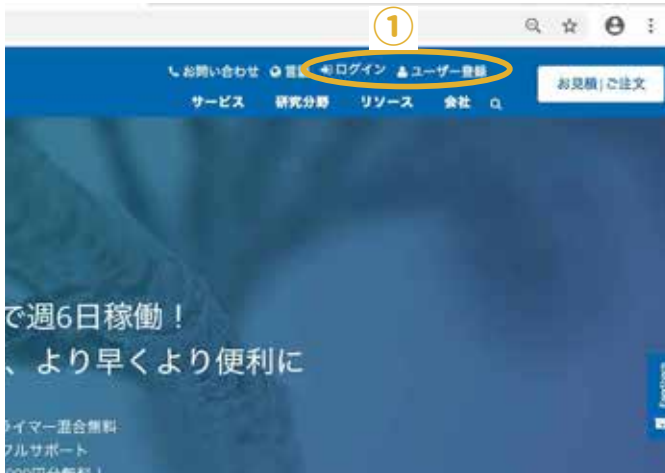 ①
お問い合わせ 言語 ログイン ユーザー登録
お見積|ご注文
サービス 研究分野 リソース 会社
で週6日稼働！
、より早くより便利に
ライマー混合無料
フルサポート
Feedback